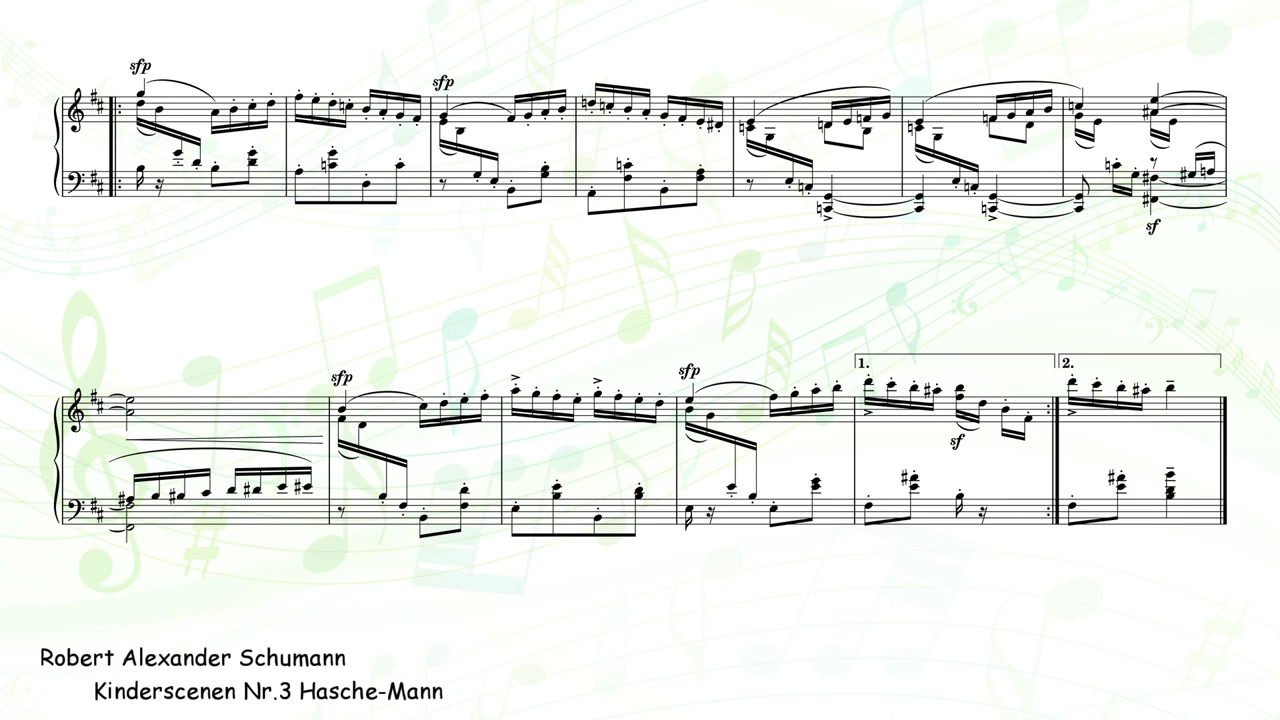 sfp
sfp
sf
sfp
sfp
1.
2.
sf
Robert Alexander Schumann
Kinderscenen Nr.3 Hasche-Mann